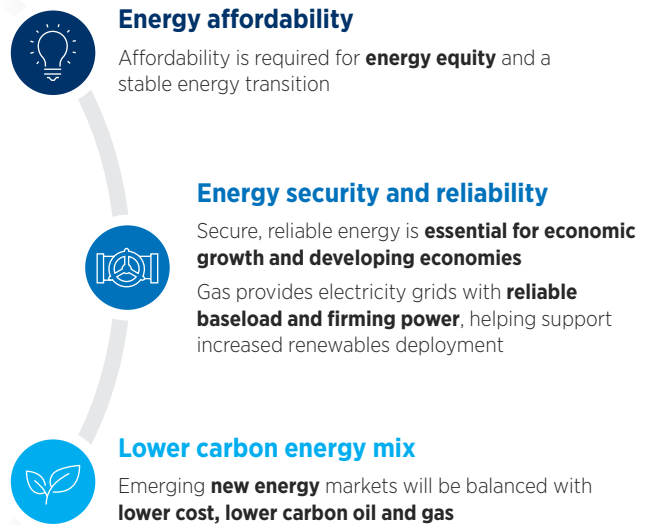 Energy affordability
Affordability is required for energy equity and a
stable energy transition
Energy security and reliability
Secure, reliable energy is essential for economic
growth and developing economies
Gas provides electricity grids with reliable
baseload and firming power, helping support
increased renewables deployment
Lower carbon energy mix
Emerging new energy markets will be balanced with
lower cost, lower carbon oil and gas